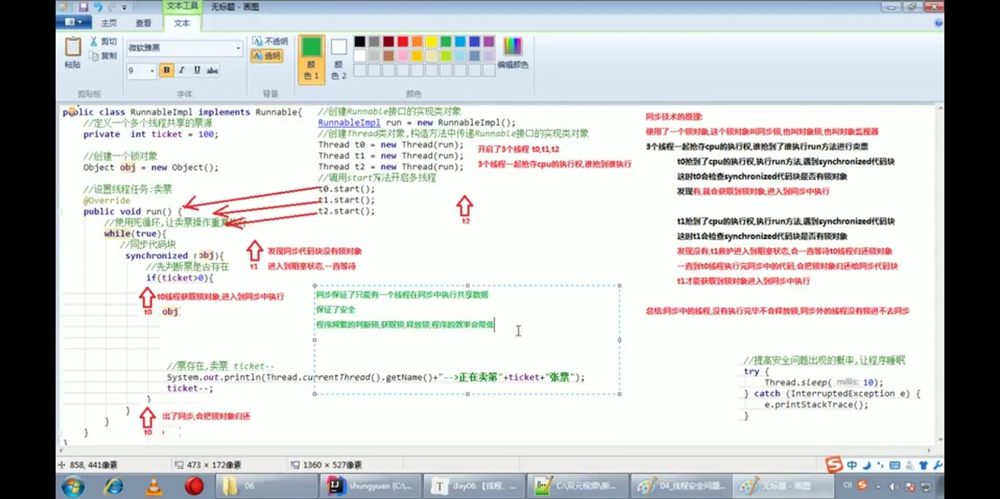 文本工具
无标题 - 画图
主页
查看
文本
粘贴
剪切
复制
剪贴板
微软雅黑
9
B
I
U
abc
字体
不透明
透明
背景
颜
色 1
颜
色 2
编辑颜色
颜色
public class RunnableImpl implements Runnable{
//定义一个多个线程共享的票源
private int ticket = 100;
//创建一个锁对象
Object obj = new Object();
//设置线程任务:卖票
@Override
public void run() {
//使用死循环,让卖票操作重复执行
while(true){
//同步代码块
synchronized (obj){
//先判断票是否存在
if(ticket>0){
t0线程获取锁对象,进入到同步中执行
t0
obj
//票存在,卖票 ticket--
System.out.println(Thread.currentThread().getName()+"-->正在卖第"+ticket+"张票");
ticket--;
}
}
出了同步,会把锁对象归还
t0
}
}
}
//创建Runnable接口的实现类对象
RunnableImpl run = new RunnableImpl();
//创建Thread类对象,构造方法中传递Runnable接口的实现类对象
Thread t0 = new Thread(run);
Thread t1 = new Thread(run);
Thread t2 = new Thread(run);
//调用start方法开启多线程
t0.start();
t1.start();
t2.start();
开启了3个线程 t0,t1,t2
3个线程一起抢夺cpu的执行权,谁抢到谁执行
t2
发现同步代码块没有锁对象
t1
进入到阻塞状态,一直等待
同步保证了只能有一个线程在同步中执行共享数据
保证了安全
程序频繁的判断锁,获取锁,释放锁,程序的效率会降低
同步技术的原理:
使用了一个锁对象,这个锁对象叫同步锁,也叫对象锁,也叫对象监视器
3个线程一起抢夺cpu的执行权,谁抢到了谁执行run方法进行卖票
t0抢到了cpu的执行权,执行run方法,遇到synchronized代码块
这时t0会检查synchronized代码块是否有锁对象
发现有,就会获取到锁对象,进入到同步中执行
t1抢到了cpu的执行权,执行run方法,遇到synchronized代码块
这时t1会检查synchronized代码块是否有锁对象
发现没有,t1救护进入到阻塞状态,会一直等待t0线程归还锁对象
一直到t0线程执行完同步中的代码,会把锁对象归还给同步代码块
t1才能获取到锁对象进入到同步中执行
总结:同步中的线程,没有执行完毕不会释放锁,同步外的线程没有锁进不去同步
//提高安全问题出现的概率,让程序睡眠
try {
Thread.sleep( millis: 10);
} catch (InterruptedException e) {
e.printStackTrace();
}
858, 441像素
473 × 172像素
1360 × 527像素
中
06
shungyuan [C:\...
day06 【线程、...
C:\双元视频\新...
04_线程安全问题...
无标题 - 画图
CH